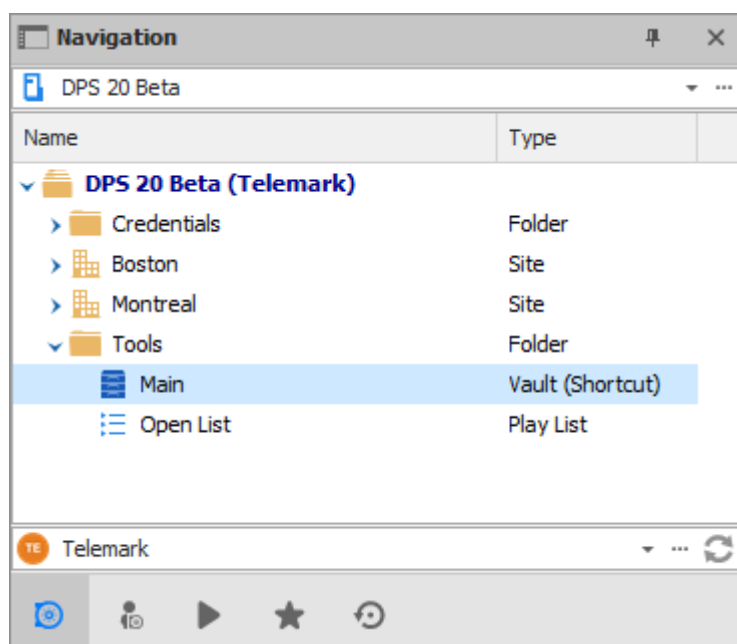 Navigation
DPS 20 Beta
Name Type
DPS 20 Beta (Telemark)
Credentials Folder
Boston Site
Montreal Site
Tools Folder
Main Vault (Shortcut)
Open List Play List
TE Telemark